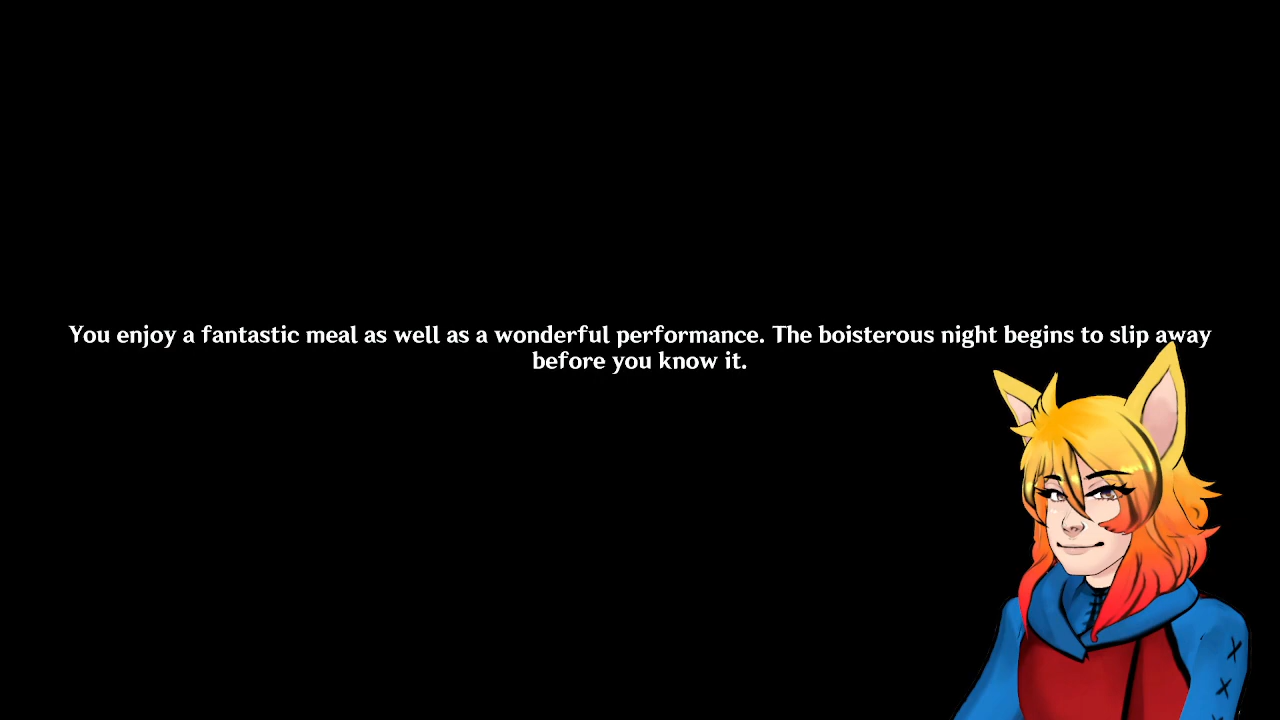 You enjoy a fantastic meal as well as a wonderful performance. The boisterous night begins to slip away
before you know it.